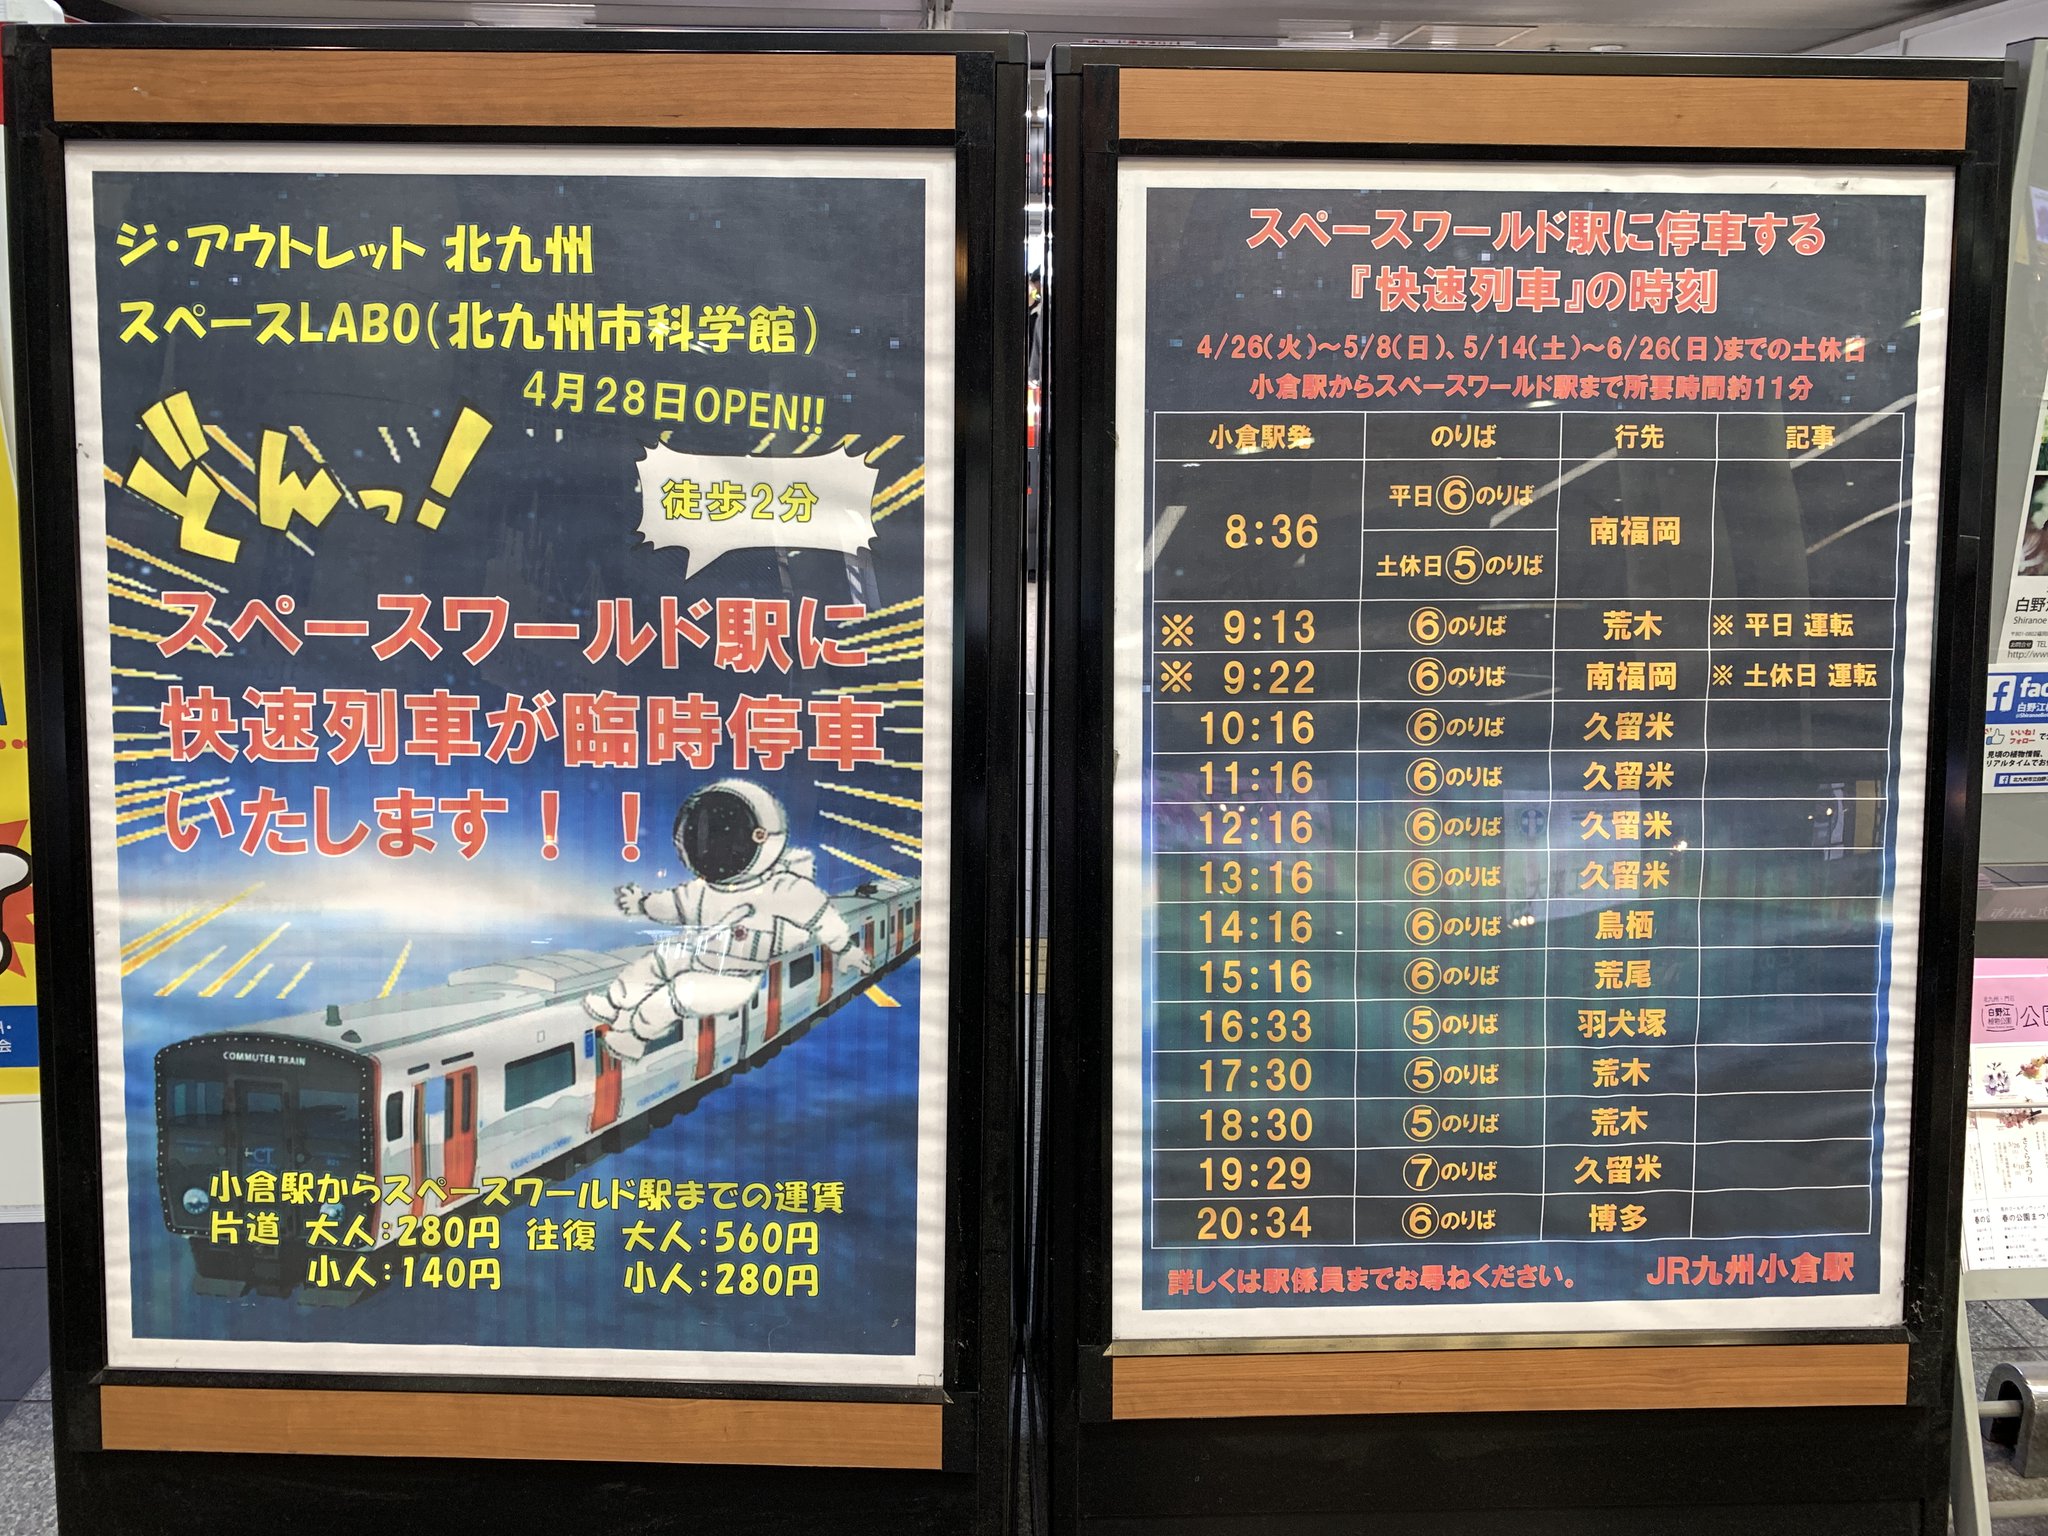 ジ・アウトレット 北九州
スペースLABO(北九州市科学館)
4月28日OPEN!!
どんっ!
徒歩2分
スペースワールド駅に
快速列車が臨時停車
いたします!!
COMMUTER TRAIN
小倉駅からスペースワールド駅までの運賃
片道 大人:280円 往復 大人:560円
小人:140円 小人:280円
スペースワールド駅に停車する
『快速列車』の時刻
4/26(火)~5/8(日)、5/14(土)~6/26(日)までの土休日
小倉駅からスペースワールド駅まで所要時間約11分
小倉駅発 のりば 行先 記事
8:36 平日⑥のりば 南福岡
土休日⑤のりば
※ 9:13 ⑥のりば 荒木 ※ 平日 運転
※ 9:22 ⑥のりば 南福岡 ※ 土休日 運転
10:16 ⑥のりば 久留米
11:16 ⑥のりば 久留米
12:16 ⑥のりば 久留米
13:16 ⑥のりば 久留米
14:16 ⑥のりば 鳥栖
15:16 ⑥のりば 荒尾
16:33 ⑤のりば 羽犬塚
17:30 ⑤のりば 荒木
18:30 ⑤のりば 荒木
19:29 ⑦のりば 久留米
20:34 ⑥のりば 博多
詳しくは駅係員までお尋ねください。 JR九州小倉駅